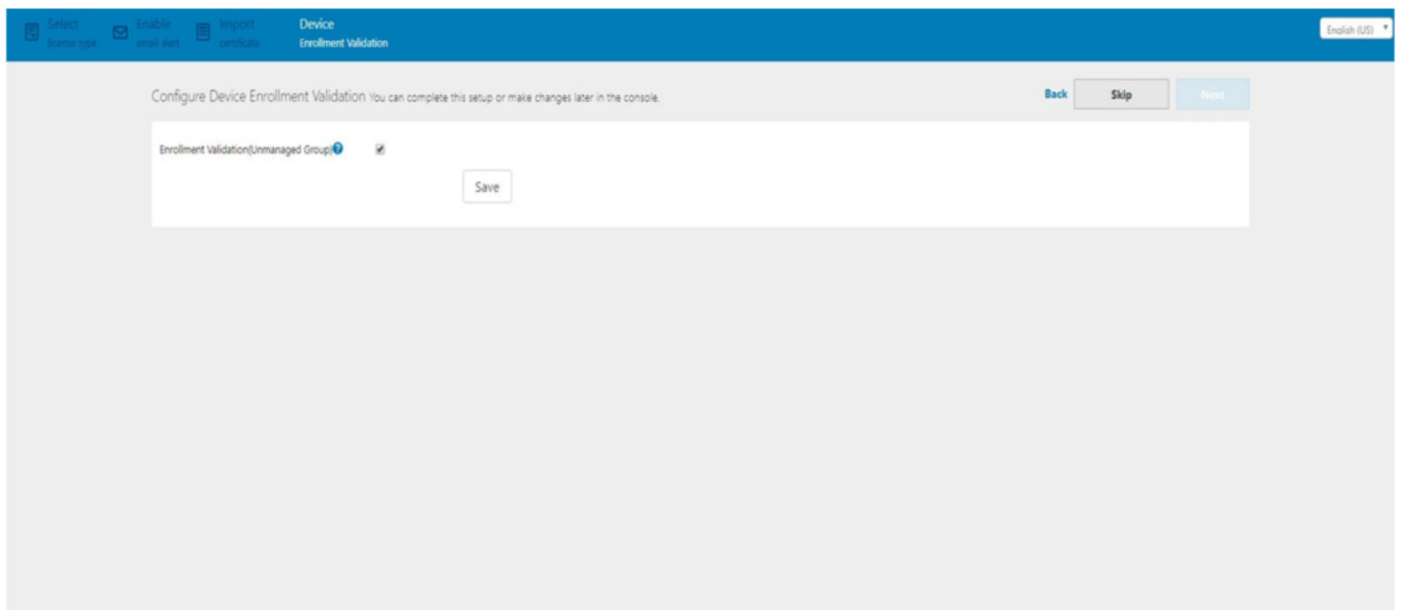 Select
license type
Enable
email alert
Import
certificate
Device
Enrollment Validation
English (US)
Configure Device Enrollment Validation You can complete this setup or make changes later in the console.
Back
Skip
Next
Enrollment Validation(Unmanaged Group)?
Save